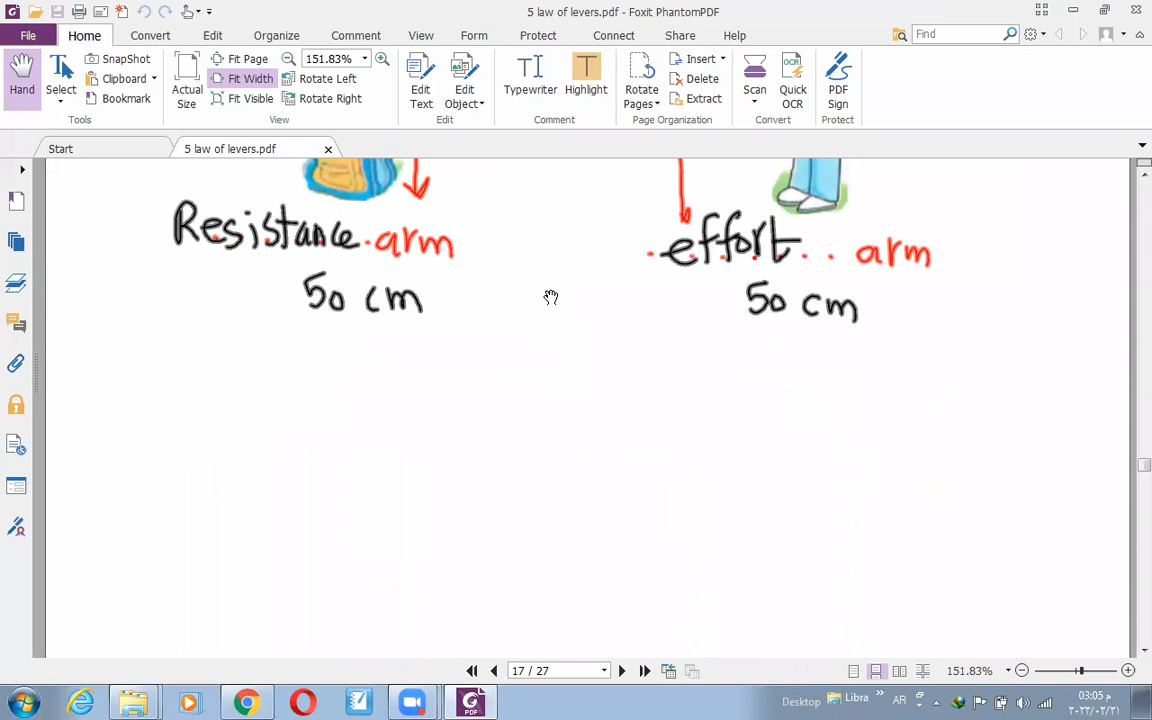 5 law of levers.pdf - Foxit PhantomPDF
File Home Convert Edit Organize Comment View Form Protect Connect Share Help Find
Hand Select SnapShot Clipboard Bookmark
Actual Size Fit Page Fit Width Fit Visible 151.83% Rotate Left Rotate Right
Edit Text Edit Object Typewriter Highlight
Rotate Pages Insert Delete Extract
Scan Quick OCR PDF Sign
Tools View Edit Comment Page Organization Convert Protect
Start 5 law of levers.pdf
Resistance arm effort arm
50 cm 50 cm
17 / 27 151.83%
Desktop Libra AR 03:05 م
٢٠٢٢/٠٢/٢١